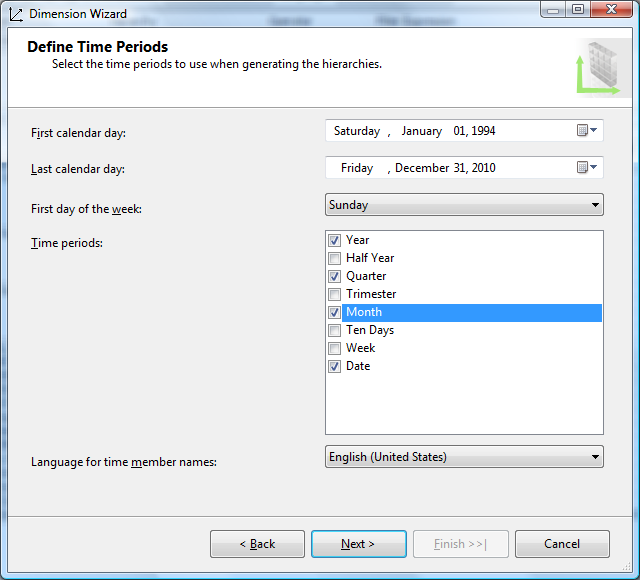 Dimension Wizard
Define Time Periods
Select the time periods to use when generating the hierarchies.
First calendar day: Saturday , January 01, 1994
Last calendar day: Friday , December 31, 2010
First day of the week: Sunday
Time periods:
Year
Half Year
Quarter
Trimester
Month
Ten Days
Week
Date
Language for time member names: English (United States)
< Back Next > Finish >>| Cancel